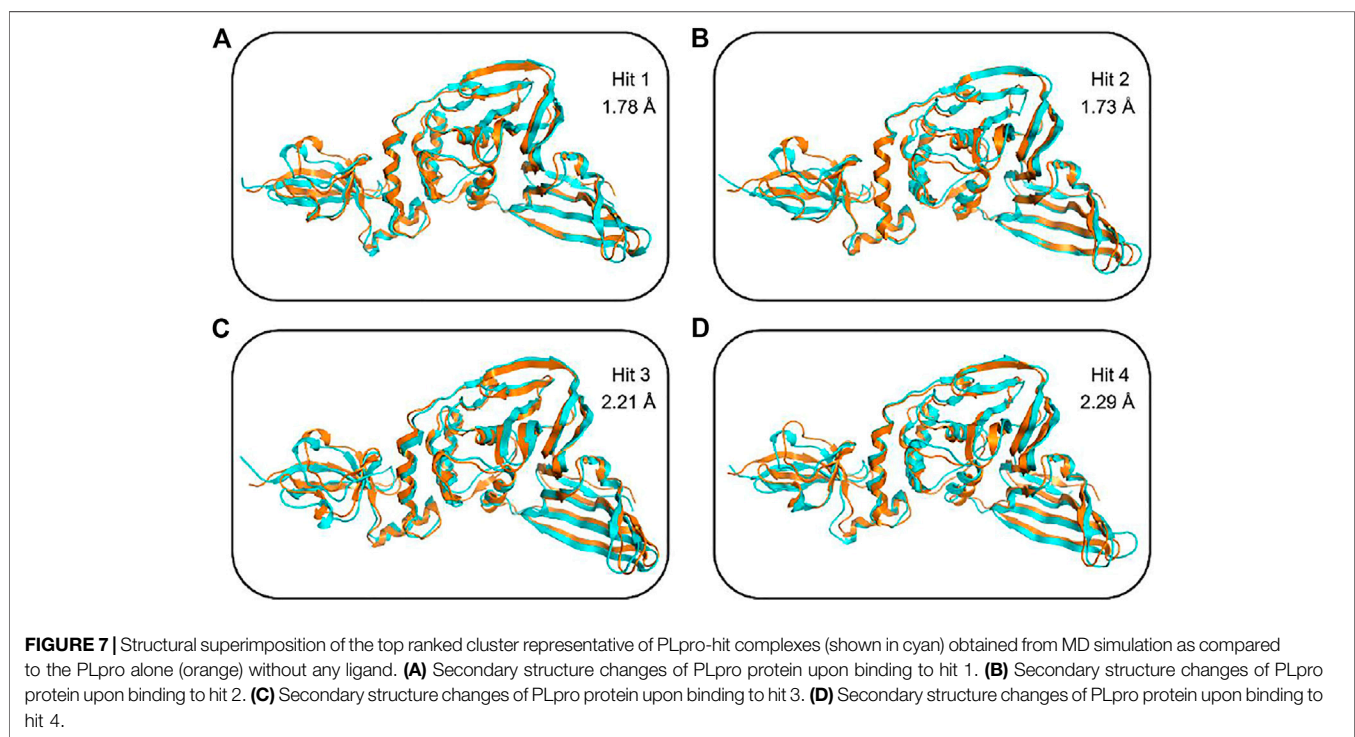 A
Hit 1
1.78 Å
B
Hit 2
1.73 Å
C
Hit 3
2.21 Å
D
Hit 4
2.29 Å
FIGURE 7 | Structural superimposition of the top ranked cluster representative of PLpro-hit complexes (shown in cyan) obtained from MD simulation as compared
to the PLpro alone (orange) without any ligand. (A) Secondary structure changes of PLpro protein upon binding to hit 1. (B) Secondary structure changes of PLpro
protein upon binding to hit 2. (C) Secondary structure changes of PLpro protein upon binding to hit 3. (D) Secondary structure changes of PLpro protein upon binding to
hit 4.